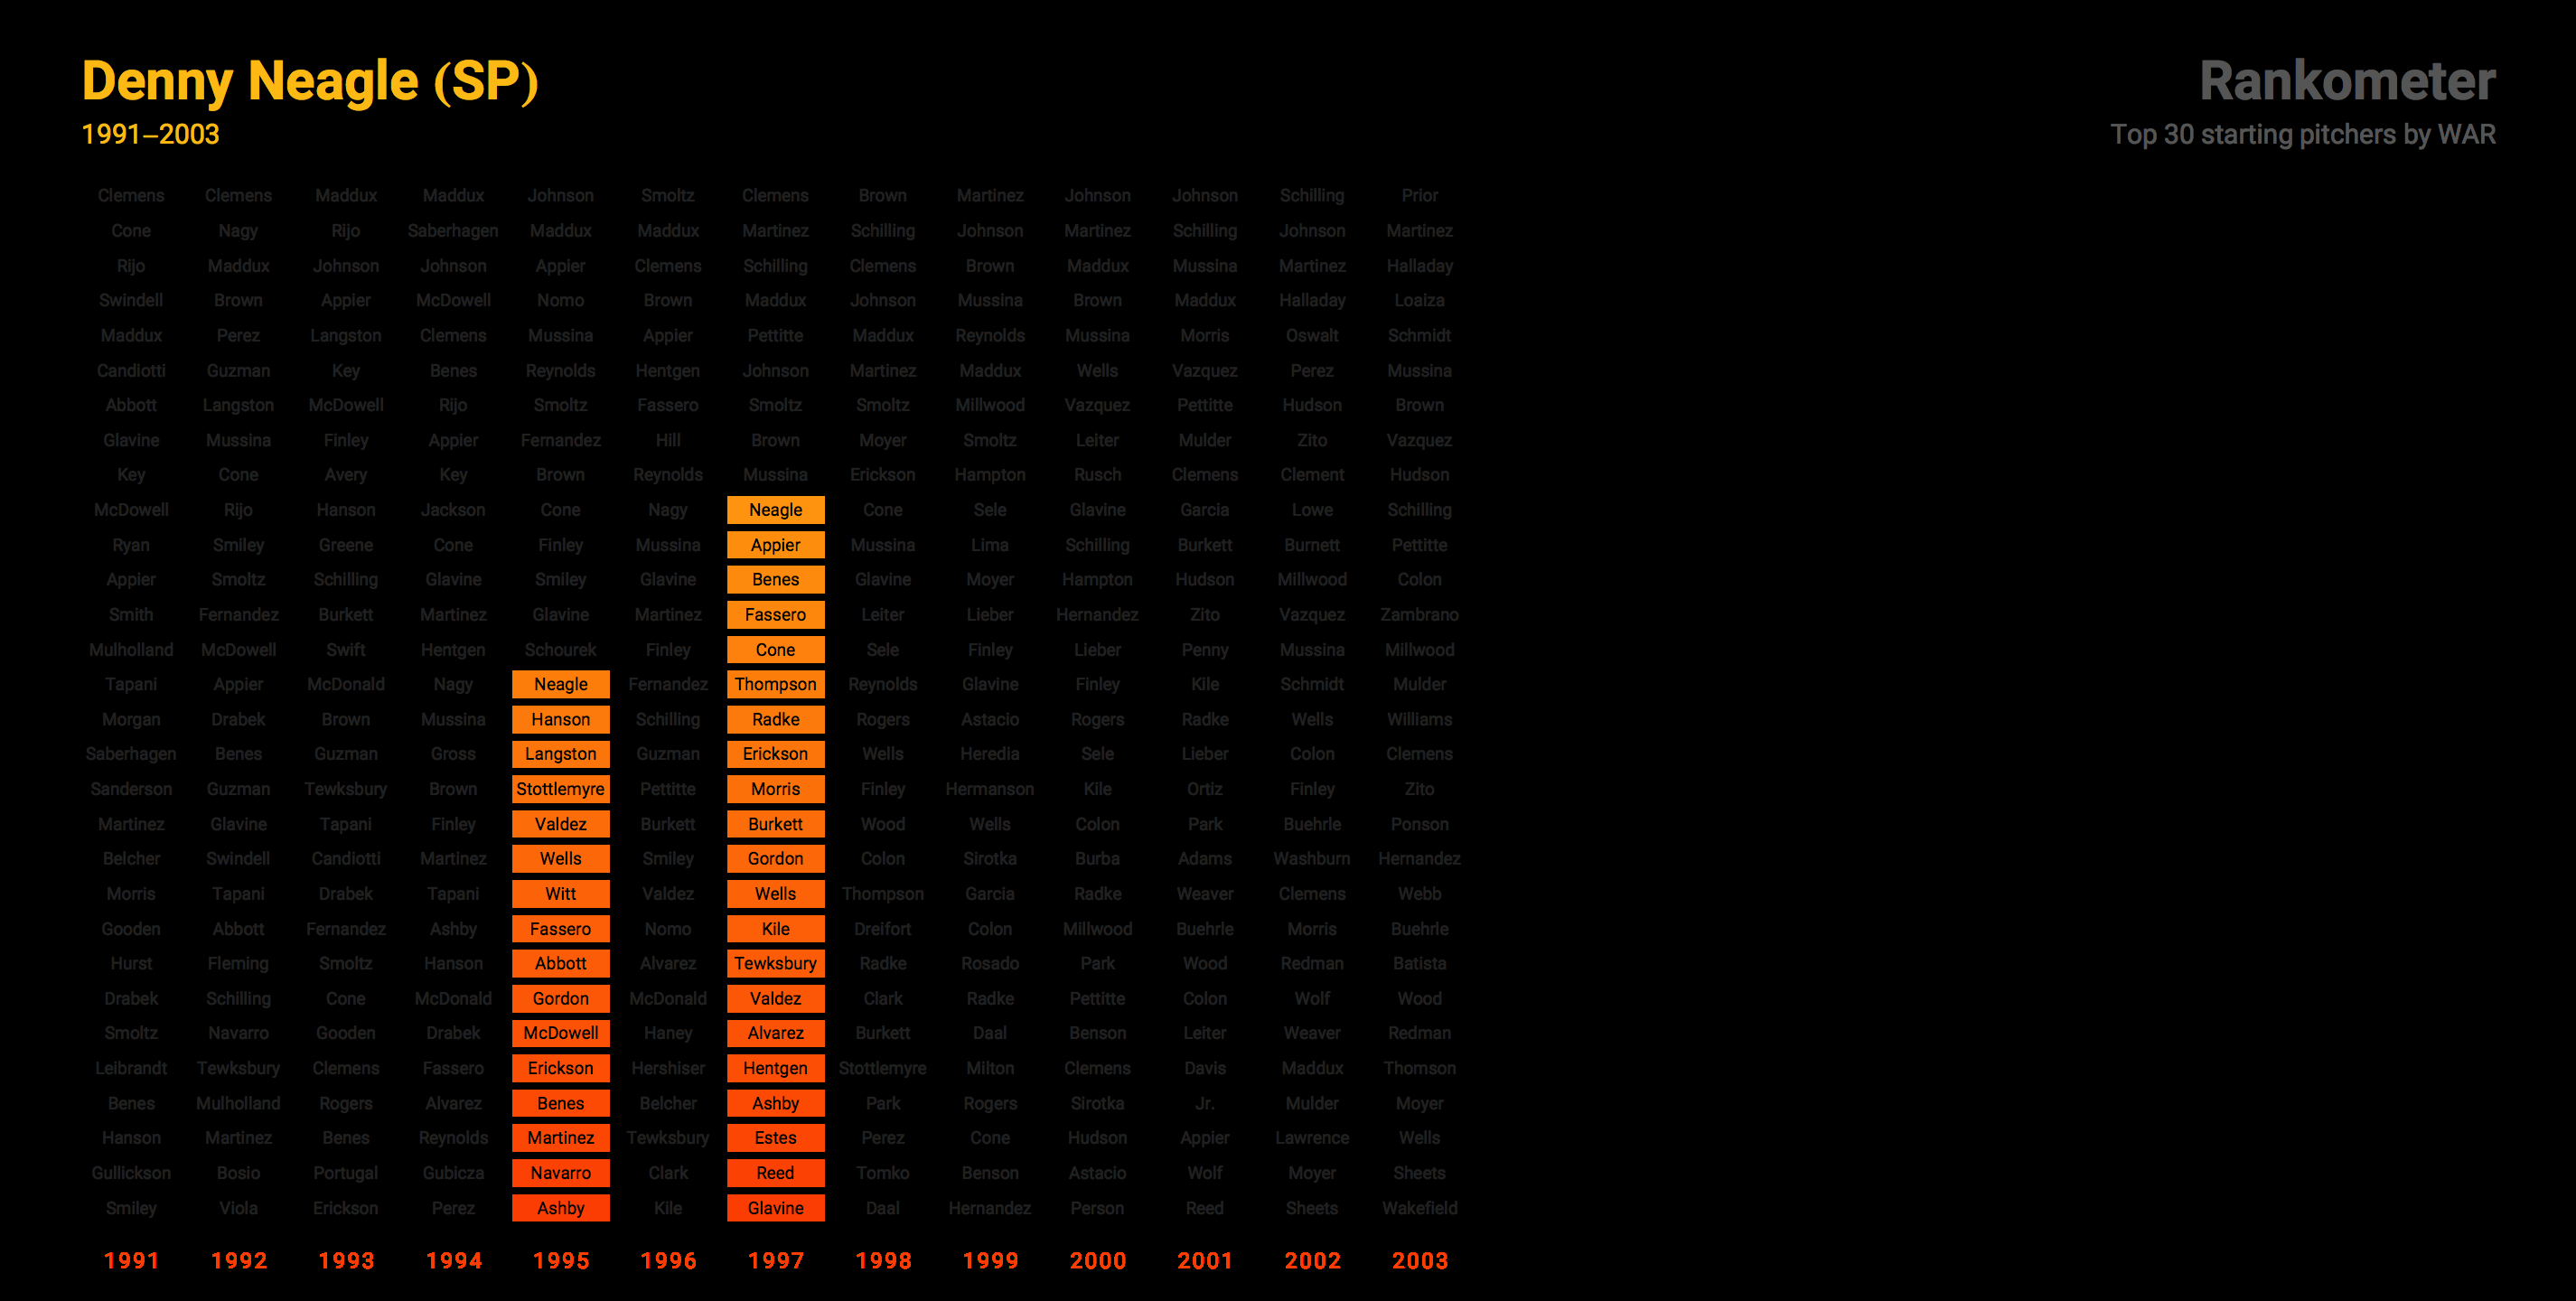 Denny Neagle (SP)
1991–2003
Rankometer
Top 30 starting pitchers by WAR
Clemens Clemens Maddux Maddux Johnson Smoltz Clemens Brown Martinez Johnson Johnson Schilling Prior
Cone Nagy Rijo Saberhagen Maddux Maddux Martinez Schilling Johnson Martinez Schilling Johnson Martinez
Rijo Maddux Johnson Johnson Appier Clemens Schilling Clemens Brown Maddux Mussina Martinez Halladay
Swindell Brown Appier McDowell Nomo Brown Maddux Johnson Mussina Brown Maddux Halladay Loaiza
Maddux Perez Langston Clemens Mussina Appier Pettitte Maddux Reynolds Mussina Morris Oswalt Schmidt
Candiotti Guzman Key Benes Reynolds Hentgen Johnson Martinez Maddux Wells Vazquez Perez Mussina
Abbott Langston McDowell Rijo Smoltz Fassero Smoltz Smoltz Millwood Vazquez Pettitte Hudson Brown
Glavine Mussina Finley Appier Fernandez Hill Brown Moyer Smoltz Leiter Mulder Zito Vazquez
Key Cone Avery Key Brown Reynolds Mussina Erickson Hampton Rusch Clemens Clement Hudson
McDowell Rijo Hanson Jackson Cone Nagy Neagle Cone Sele Glavine Garcia Lowe Schilling
Ryan Smiley Greene Cone Finley Mussina Appier Mussina Lima Schilling Burkett Burnett Pettitte
Appier Smoltz Schilling Glavine Smiley Glavine Benes Glavine Moyer Hampton Hudson Millwood Colon
Smith Fernandez Burkett Martinez Glavine Martinez Fassero Leiter Lieber Hernandez Zito Vazquez Zambrano
Mulholland McDowell Swift Hentgen Schourek Finley Cone Sele Finley Lieber Penny Mussina Millwood
Tapani Appier McDonald Nagy Neagle Fernandez Thompson Reynolds Glavine Finley Kile Schmidt Mulder
Morgan Drabek Brown Mussina Hanson Schilling Radke Rogers Astacio Rogers Radke Wells Williams
Saberhagen Benes Guzman Gross Langston Guzman Erickson Wells Heredia Sele Lieber Colon Clemens
Sanderson Guzman Tewksbury Brown Stottlemyre Pettitte Morris Finley Hermanson Kile Ortiz Finley Zito
Martinez Glavine Tapani Finley Valdez Burkett Burkett Wood Wells Colon Park Buehrle Ponson
Belcher Swindell Candiotti Martinez Wells Smiley Gordon Colon Sirotka Burba Adams Washburn Hernandez
Morris Tapani Drabek Tapani Witt Valdez Wells Thompson Garcia Radke Weaver Clemens Webb
Gooden Abbott Fernandez Ashby Fassero Nomo Kile Dreifort Colon Millwood Buehrle Morris Buehrle
Hurst Fleming Smoltz Hanson Abbott Alvarez Tewksbury Radke Rosado Park Wood Redman Batista
Drabek Schilling Cone McDonald Gordon McDonald Valdez Clark Radke Pettitte Colon Wolf Wood
Smoltz Navarro Gooden Drabek McDowell Haney Alvarez Burkett Daal Benson Leiter Weaver Redman
Leibrandt Tewksbury Clemens Fassero Erickson Hershiser Hentgen Stottlemyre Milton Clemens Davis Maddux Thomson
Benes Mulholland Rogers Alvarez Benes Belcher Ashby Park Rogers Sirotka Jr. Mulder Moyer
Hanson Martinez Benes Reynolds Martinez Tewksbury Estes Perez Cone Hudson Appier Lawrence Wells
Gullickson Bosio Portugal Gubicza Navarro Clark Reed Tomko Benson Astacio Wolf Moyer Sheets
Smiley Viola Erickson Perez Ashby Kile Glavine Daal Hernandez Person Reed Sheets Wakefield
1991 1992 1993 1994 1995 1996 1997 1998 1999 2000 2001 2002 2003